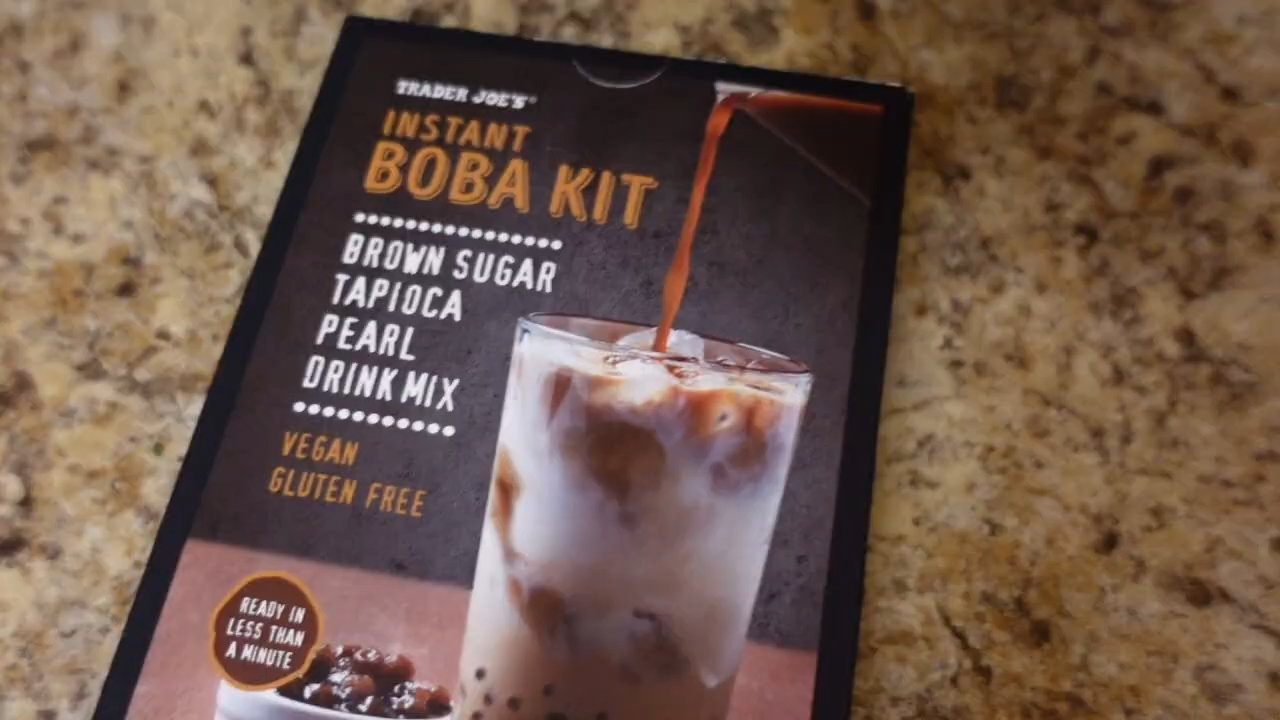 TRADER JOE'S®
INSTANT
BOBA KIT
BROWN SUGAR
TAPIOCA
PEARL
DRINK MIX
VEGAN
GLUTEN FREE
READY IN
LESS THAN
A MINUTE